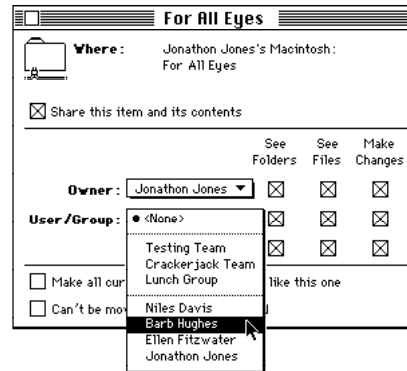 For All Eyes
Where: Jonathon Jones's Macintosh:
For All Eyes
Share this item and its contents
See See Make
Folders Files Changes
Owner: Jonathon Jones
User/Group: <None>
Testing Team
Crackerjack Team
Lunch Group
Make all cur like this one
Niles Davis
Can't be mo
Barb Hughes
Ellen Fitzwater
Jonathon Jones